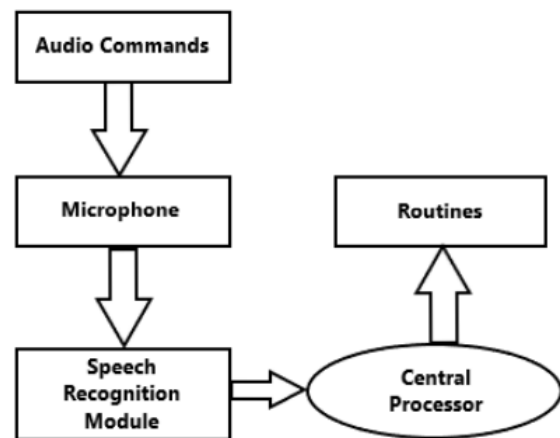 Audio Commands
Microphone
Routines
Speech
Recognition
Module
Central
Processor